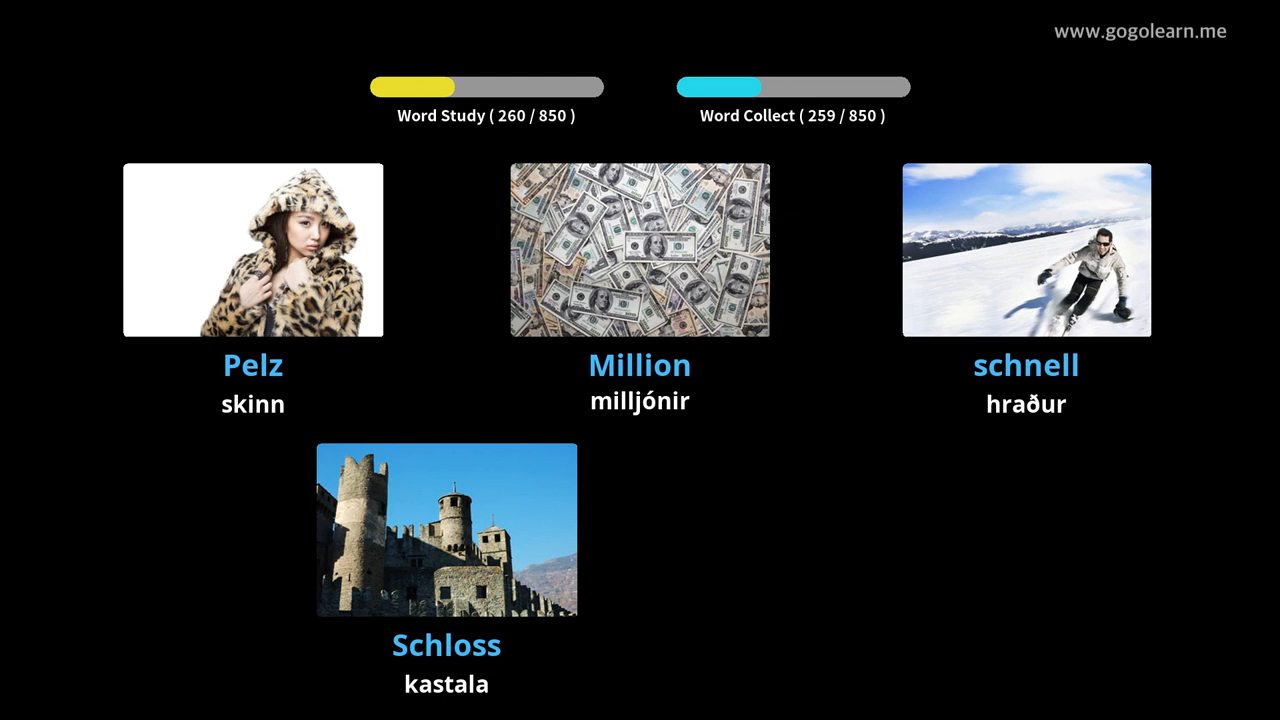 www.gogolearn.me
Word Study ( 260 / 850 )
Word Collect ( 259 / 850 )
Pelz
skinn
Million
milljónir
schnell
hraður
Schloss
kastala